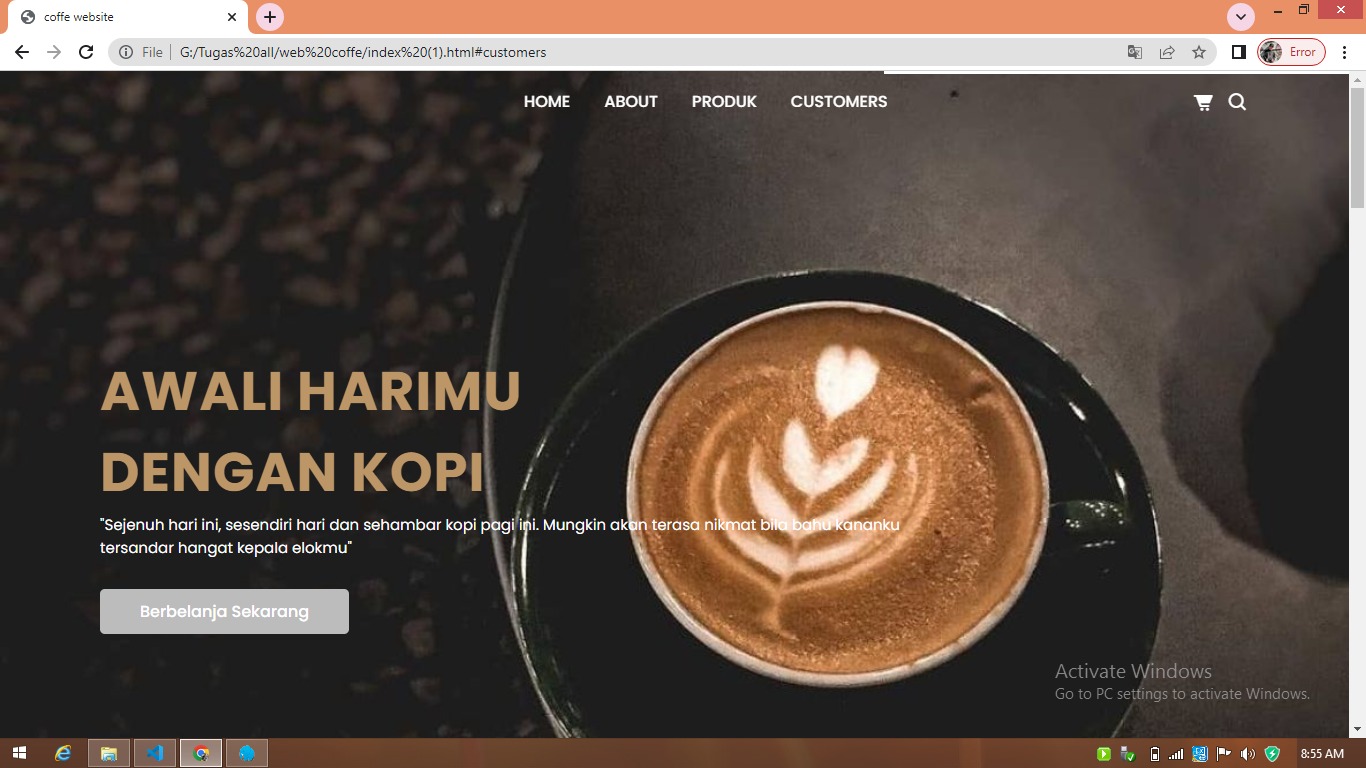 coffe website
File
G:/Tugas%20all/web%20coffe/index%20(1).html#customers
Error
HOME
ABOUT
PRODUK
CUSTOMERS
AWALI HARIMU
DENGAN KOPI
"Sejenuh hari ini, sesendiri hari dan sehambar kopi pagi ini. Mungkin akan terasa nikmat bila bahu kananku
tersandar hangat kepala elokmu"
Berbelanja Sekarang
Activate Windows
Go to PC settings to activate Windows.
8:55 AM